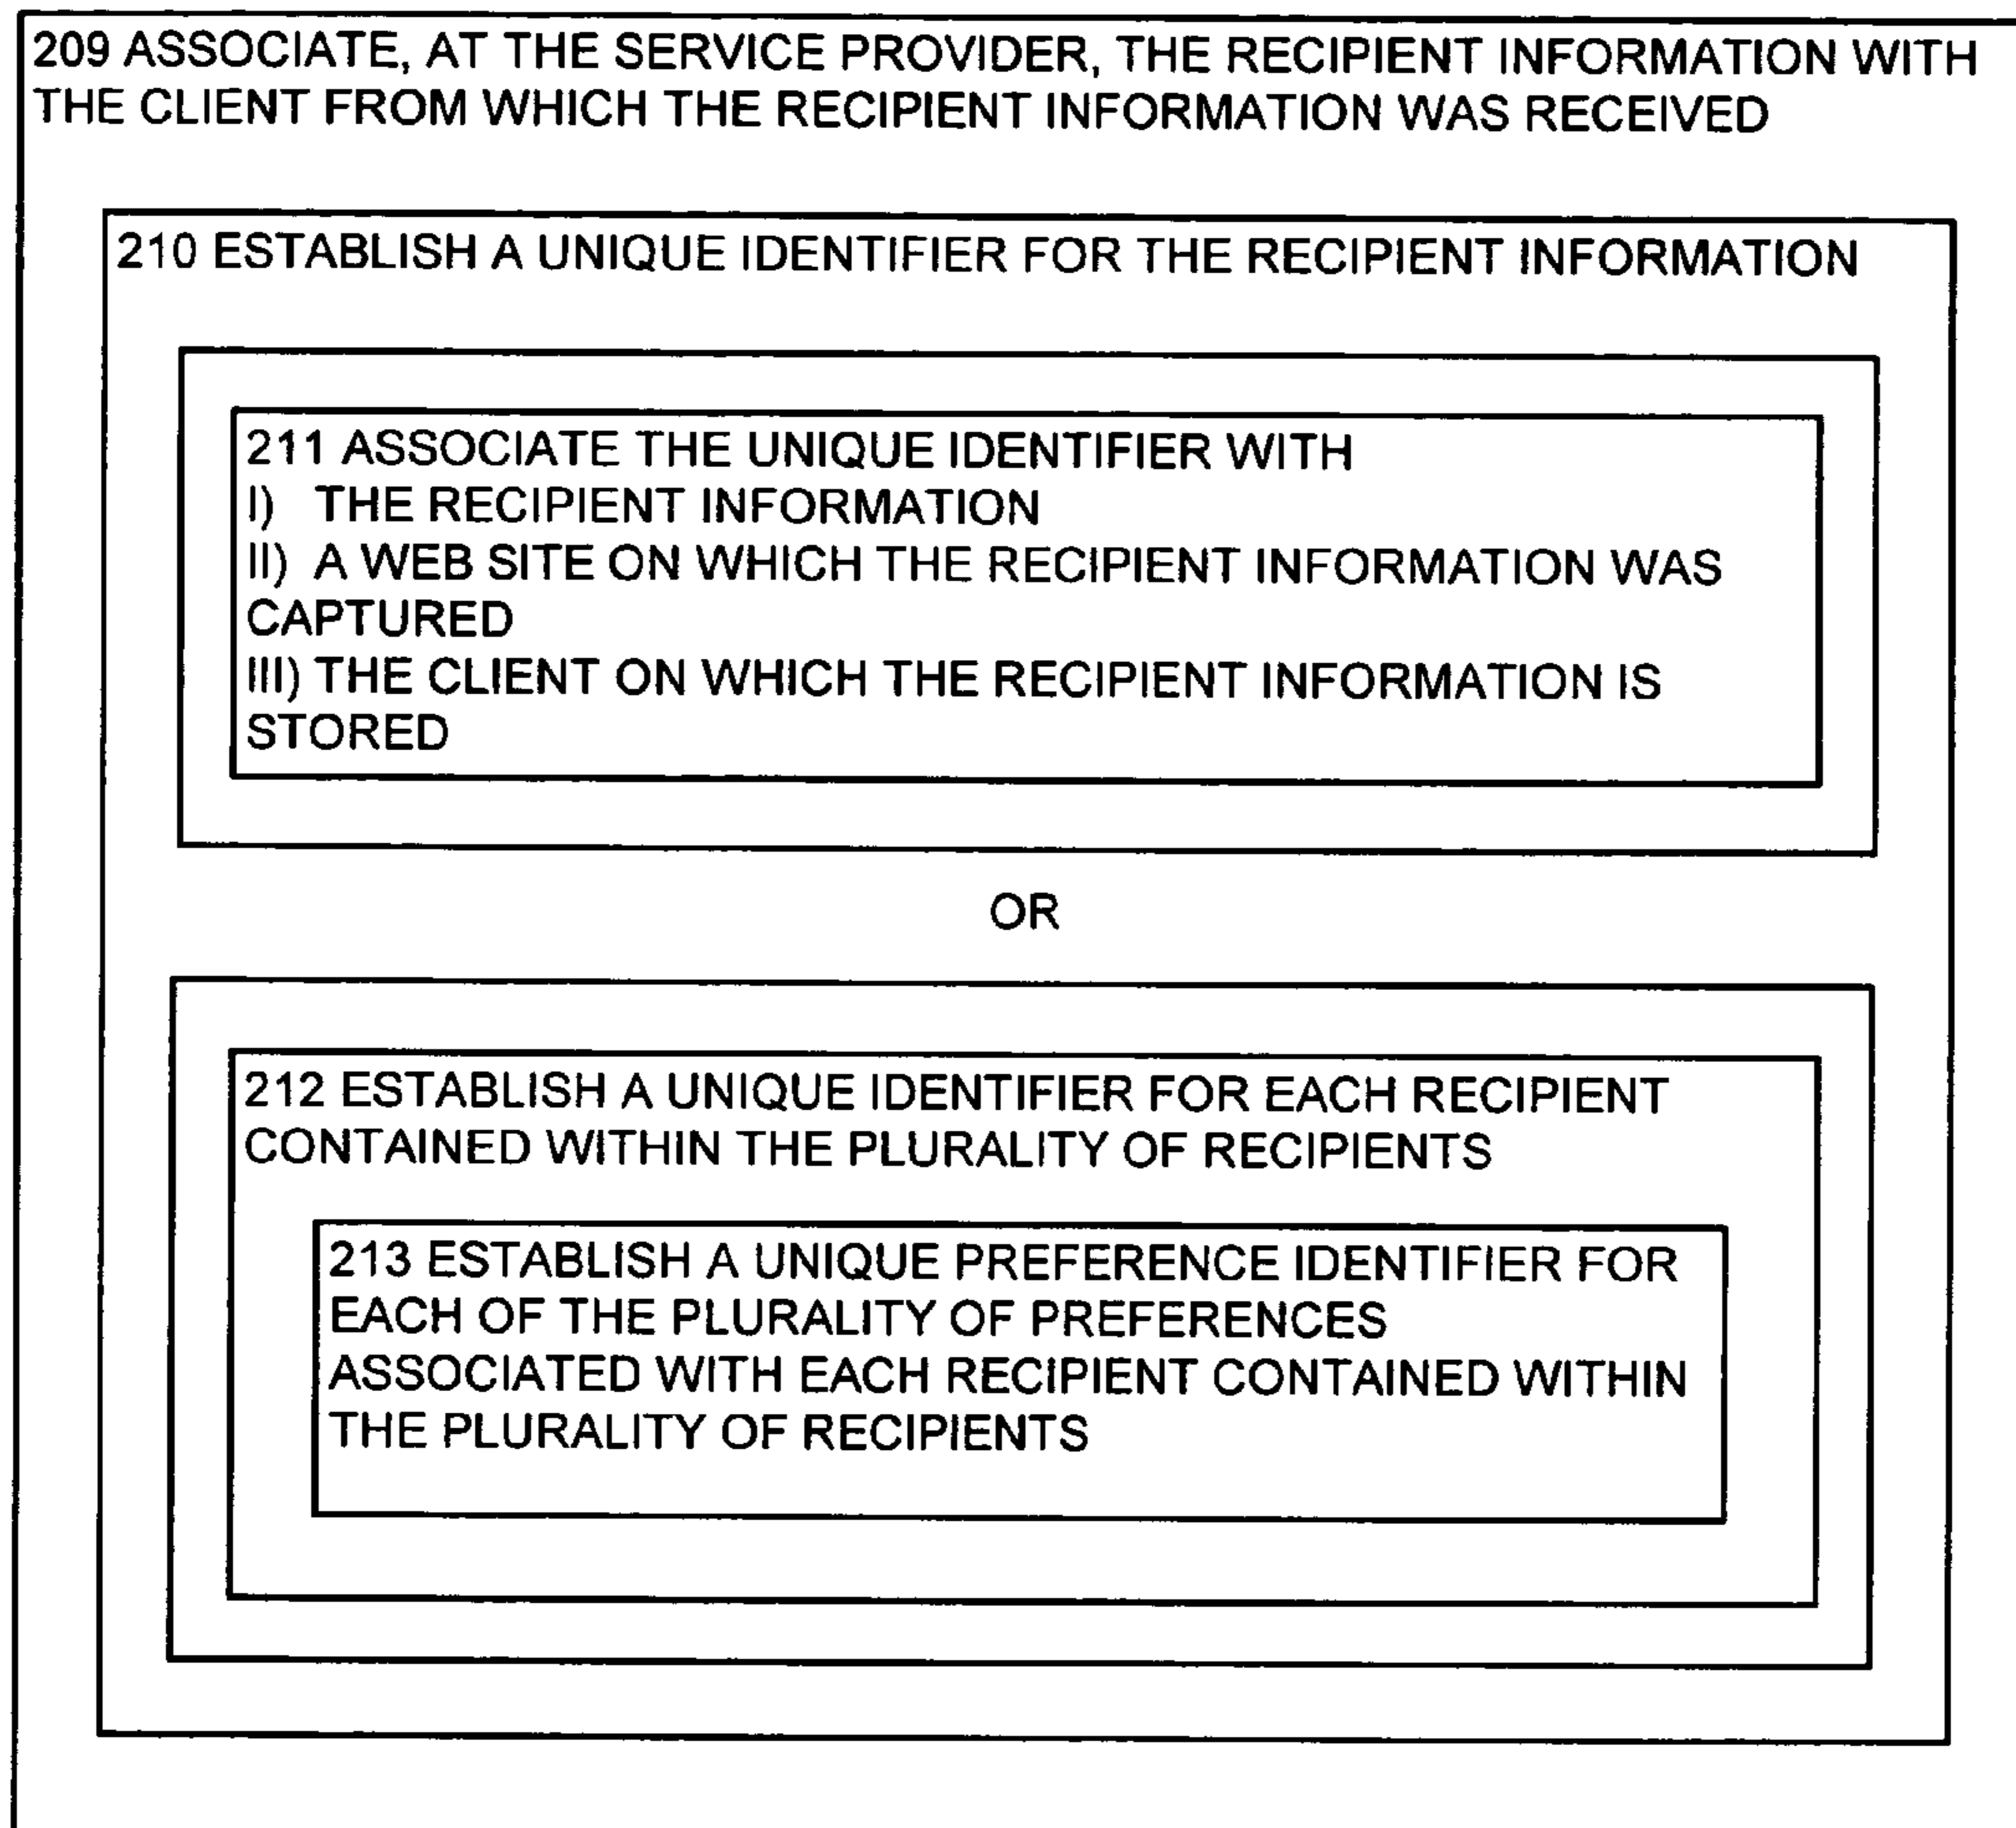 209 ASSOCIATE, AT THE SERVICE PROVIDER, THE RECIPIENT INFORMATION WITH
THE CLIENT FROM WHICH THE RECIPIENT INFORMATION WAS RECEIVED
210 ESTABLISH A UNIQUE IDENTIFIER FOR THE RECIPIENT INFORMATION
211 ASSOCIATE THE UNIQUE IDENTIFIER WITH
I) THE RECIPIENT INFORMATION
II) A WEB SITE ON WHICH THE RECIPIENT INFORMATION WAS
CAPTURED
III) THE CLIENT ON WHICH THE RECIPIENT INFORMATION IS
STORED
OR
212 ESTABLISH A UNIQUE IDENTIFIER FOR EACH RECIPIENT
CONTAINED WITHIN THE PLURALITY OF RECIPIENTS
213 ESTABLISH A UNIQUE PREFERENCE IDENTIFIER FOR
EACH OF THE PLURALITY OF PREFERENCES
ASSOCIATED WITH EACH RECIPIENT CONTAINED WITHIN
THE PLURALITY OF RECIPIENTS